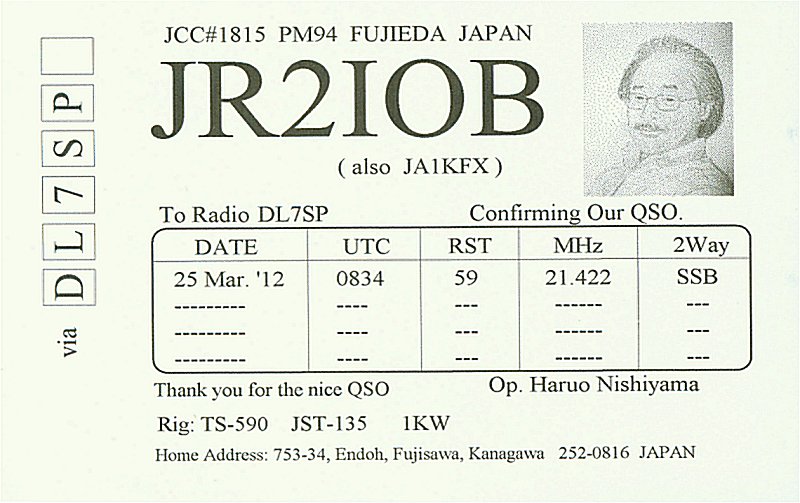 JCC#1815 PM94 FUJIEDA JAPAN
JR2IOB
( also JA1KFX )
via DL7SP
To Radio DL7SP Confirming Our QSO.
DATE UTC RST MHz 2Way
25 Mar. '12 0834 59 21.422 SSB
--------- ---- --- ------ ---
--------- ---- --- ------ ---
--------- ---- --- ------ ---
Thank you for the nice QSO Op. Haruo Nishiyama
Rig: TS-590 JST-135 1KW
Home Address: 753-34, Endoh, Fujisawa, Kanagawa 252-0816 JAPAN